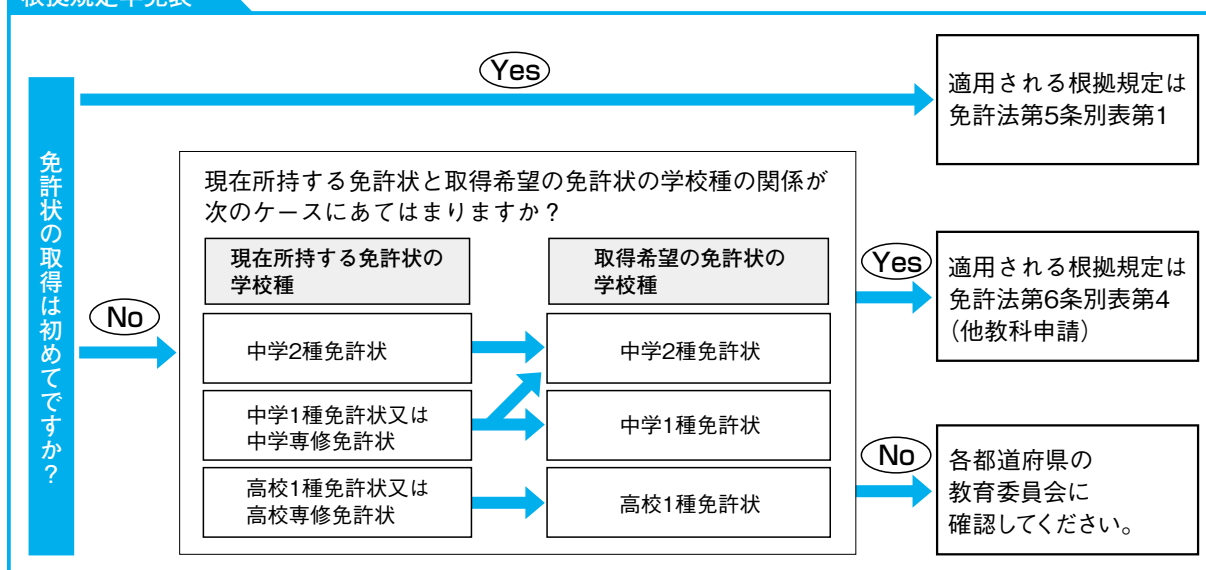 根拠規定早見表
免許状の取得は初めてですか？
Yes
適用される根拠規定は
免許法第5条別表第1
No
現在所持する免許状と取得希望の免許状の学校種の関係が
次のケースにあてはまりますか？
現在所持する免許状の
学校種
取得希望の免許状の
学校種
中学2種免許状
中学2種免許状
中学1種免許状又は
中学専修免許状
中学1種免許状
高校1種免許状又は
高校専修免許状
高校1種免許状
Yes
適用される根拠規定は
免許法第6条別表第4
（他教科申請）
No
各都道府県の
教育委員会に
確認してください。